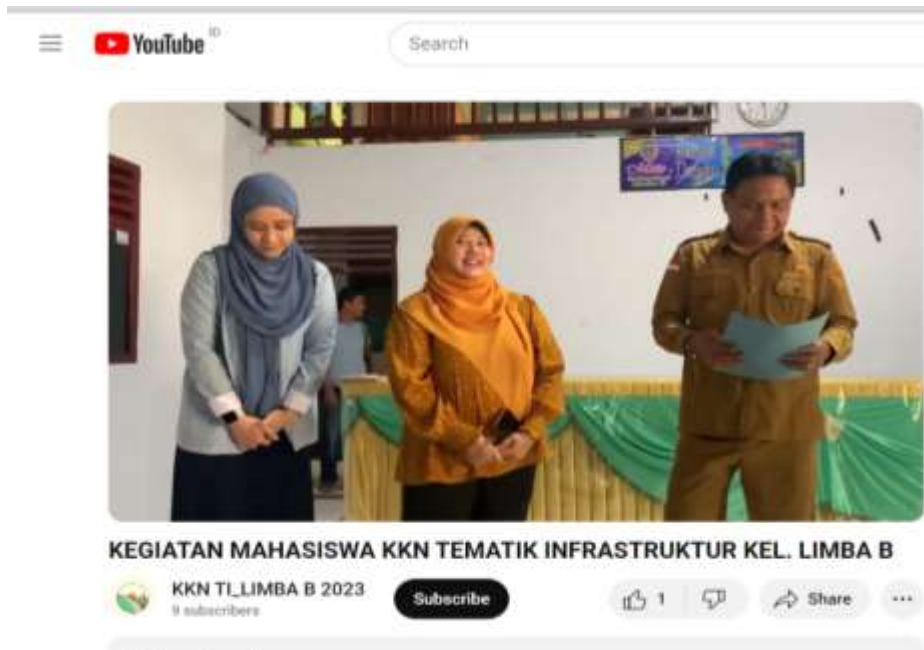 YouTube ID
Search
KEGIATAN MAHASISWA KKN TEMATIK INFRASTRUKTUR KEL. LIMBA B
KKN TI_LIMBA B 2023
9 subscribers
Subscribe
1
Share